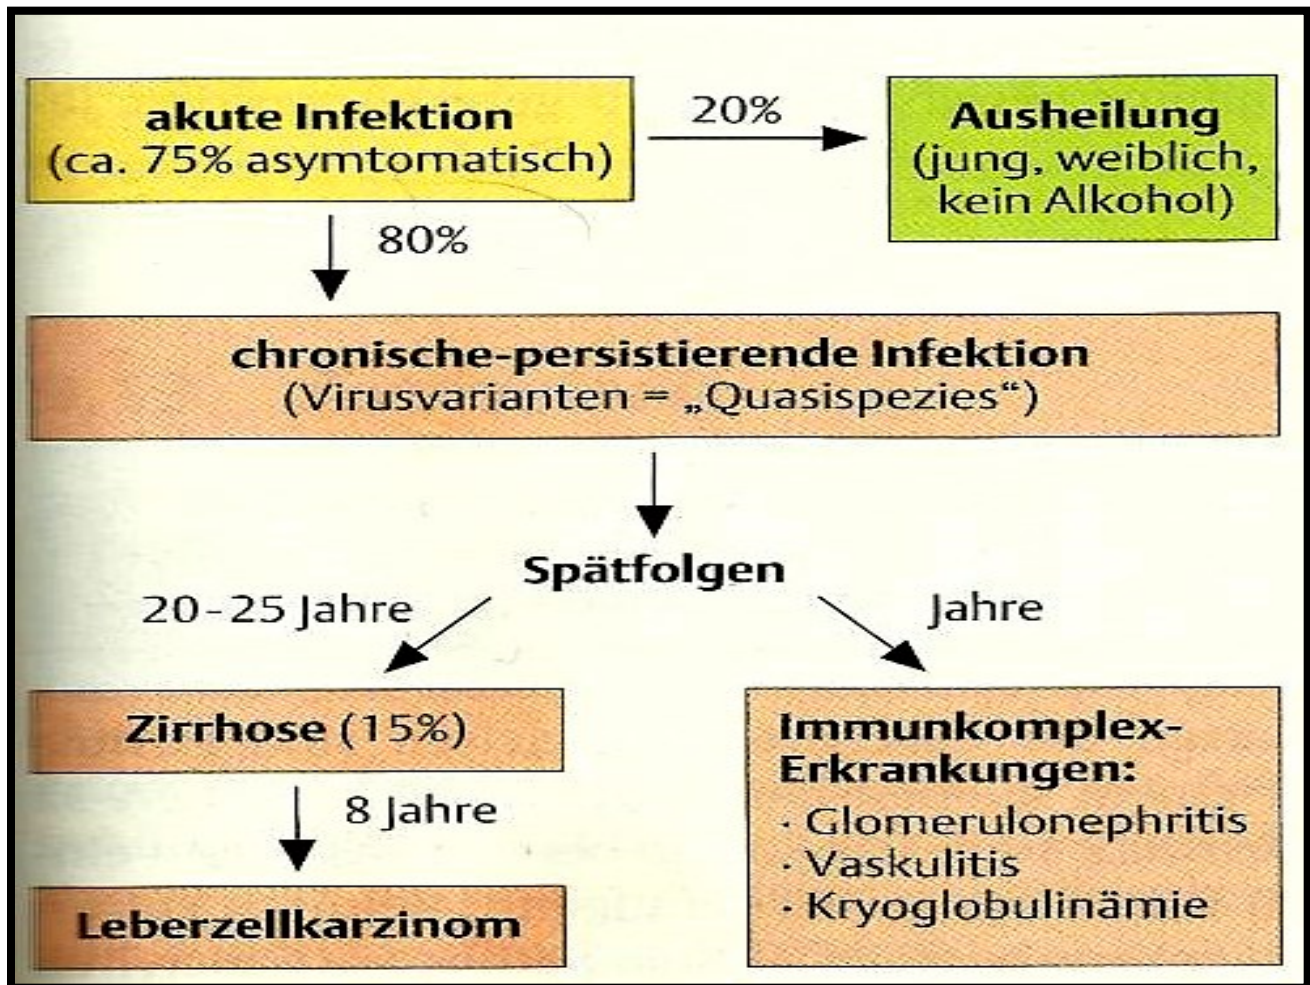 akute Infektion
(ca. 75% asymtomatisch)
20%
Ausheilung
(jung, weiblich,
kein Alkohol)
80%
chronische-persistierende Infektion
(Virusvarianten = „Quasispezies“)
Spätfolgen
20-25 Jahre
Jahre
Zirrhose (15%)
8 Jahre
Leberzellkarzinom
Immunkomplex-
Erkrankungen:
· Glomerulonephritis
· Vaskulitis
· Kryoglobulinämie